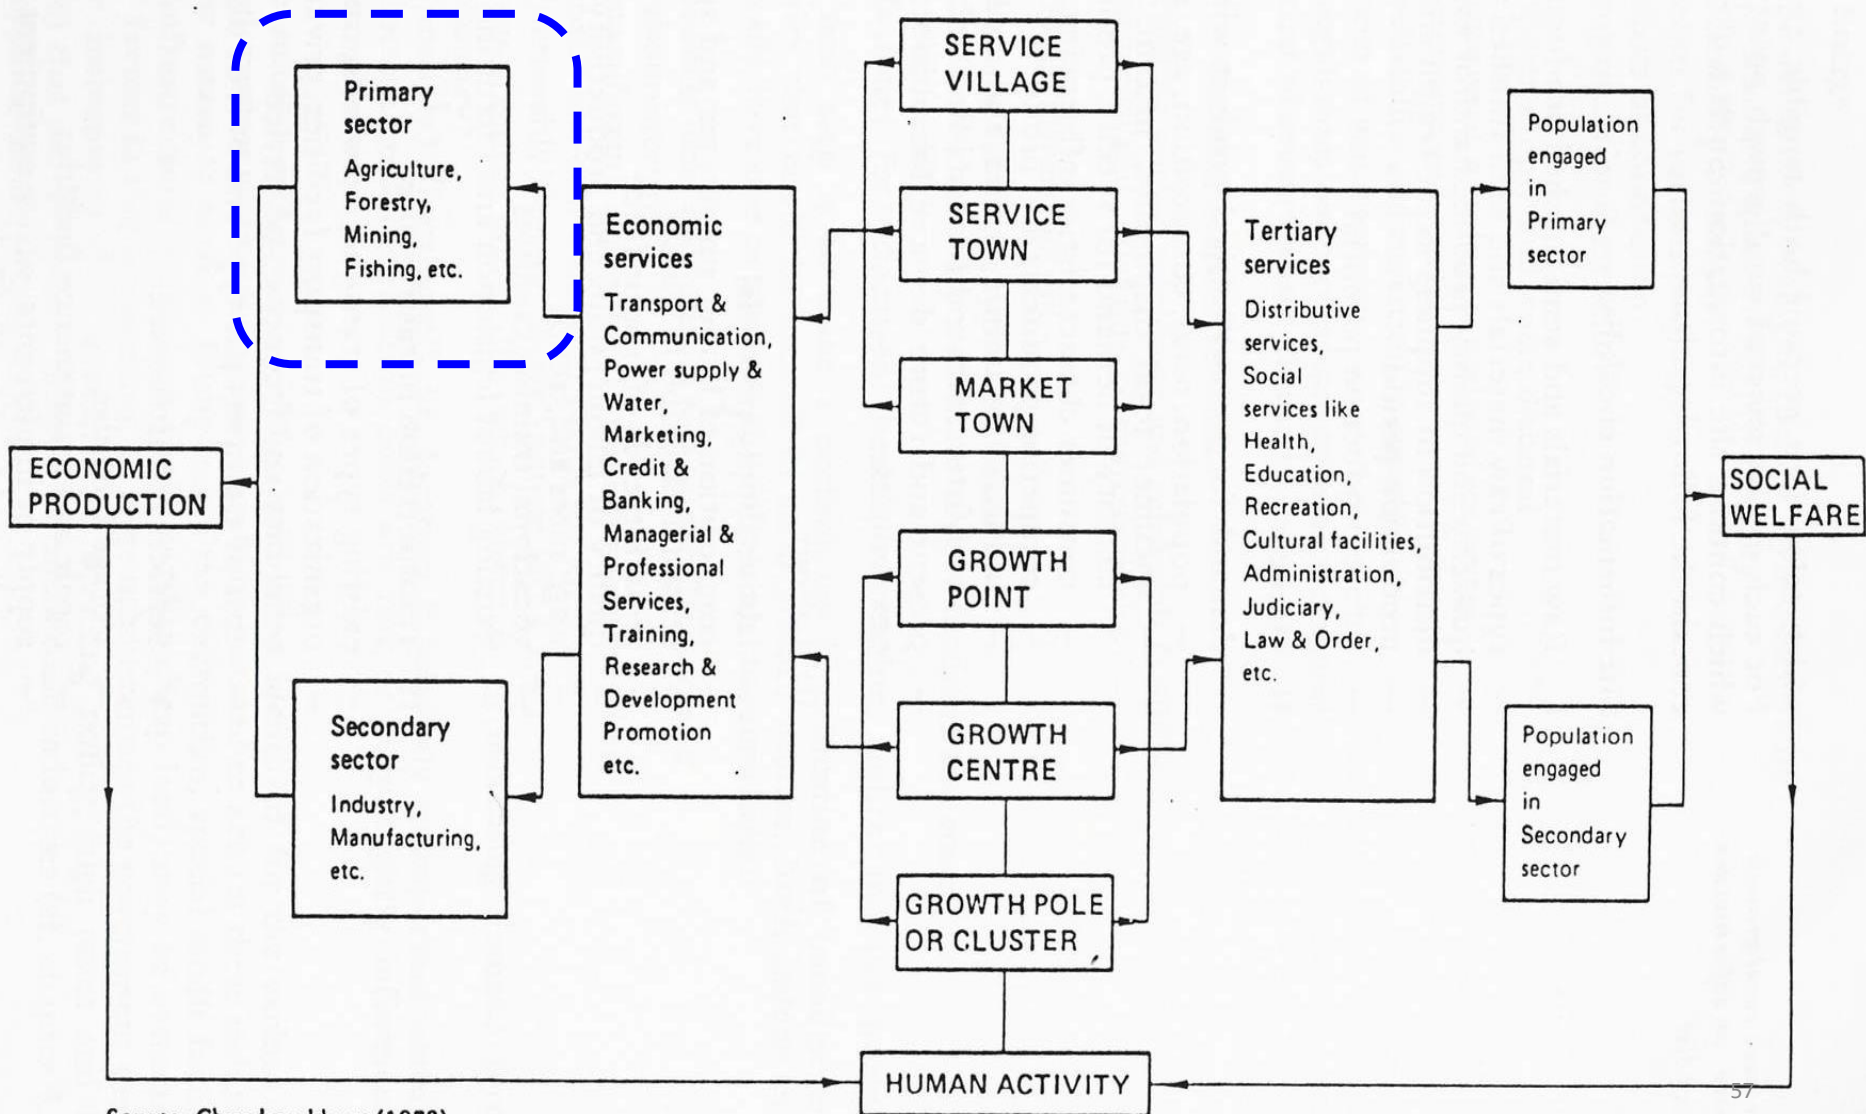 Primary
sector
Agriculture,
Forestry,
Mining,
Fishing, etc.
ECONOMIC
PRODUCTION
Secondary
sector
Industry,
Manufacturing,
etc.
Economic
services
Transport &
Communication,
Power supply &
Water,
Marketing,
Credit &
Banking,
Managerial &
Professional
Services,
Training,
Research &
Development
Promotion
etc.
SERVICE
VILLAGE
SERVICE
TOWN
MARKET
TOWN
GROWTH
POINT
GROWTH
CENTRE
GROWTH POLE
OR CLUSTER
HUMAN ACTIVITY
Tertiary
services
Distributive
services,
Social
services like
Health,
Education,
Recreation,
Cultural facilities,
Administration,
Judiciary,
Law & Order,
etc.
Population
engaged
in
Primary
sector
Population
engaged
in
Secondary
sector
SOCIAL
WELFARE
57